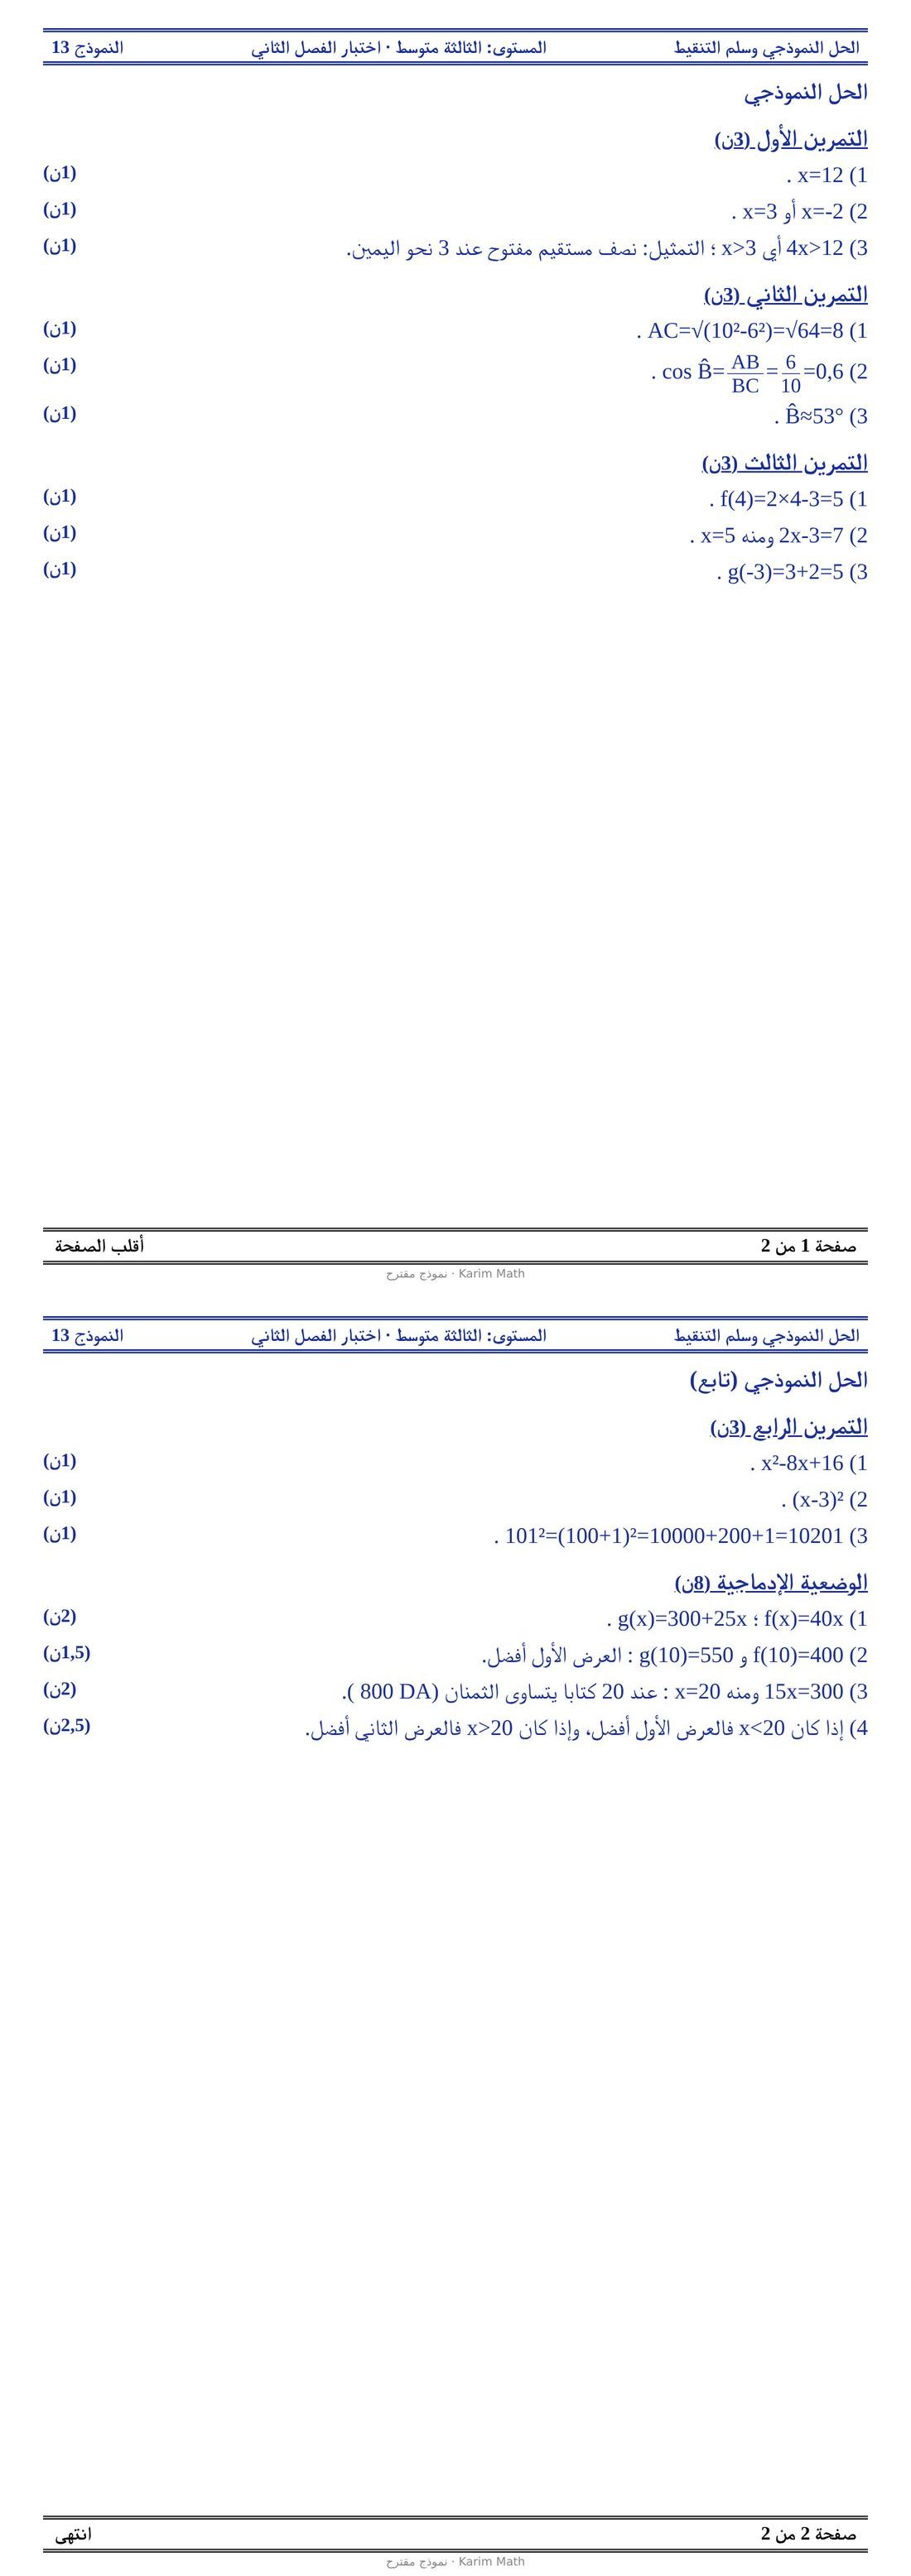 الحل النموذجي وسلم التنقيط المستوى: الثالثة متوسط · اختبار الفصل الثاني النموذج 13
الحل النموذجي
التمرين الأول (3ن)
1) x=12 . (1ن)
2) x=-2 أو x=3 . (1ن)
3) 4x>12 أي x>3 ؛ التمثيل: نصف مستقيم مفتوح عند 3 نحو اليمين. (1ن)
التمرين الثاني (3ن)
1) AC=√(10²-6²)=√64=8 . (1ن)
2) cos B̂=AB/BC=6/10=0,6 . (1ن)
3) B̂≈53° . (1ن)
التمرين الثالث (3ن)
1) f(4)=2×4-3=5 . (1ن)
2) 2x-3=7 ومنه x=5 . (1ن)
3) g(-3)=3+2=5 . (1ن)
صفحة 1 من 2 أقلب الصفحة
Karim Math · نموذج مقترح
الحل النموذجي وسلم التنقيط المستوى: الثالثة متوسط · اختبار الفصل الثاني النموذج 13
الحل النموذجي (تابع)
التمرين الرابع (3ن)
1) x²-8x+16 . (1ن)
2) (x-3)² . (1ن)
3) 101²=(100+1)²=10000+200+1=10201 . (1ن)
الوضعية الإدماجية (8ن)
1) f(x)=40x ؛ g(x)=300+25x . (2ن)
2) f(10)=400 و g(10)=550 : العرض الأول أفضل. (1,5ن)
3) 15x=300 ومنه x=20 : عند 20 كتابا يتساوى الثمنان (800 DA ). (2ن)
4) إذا كان x<20 فالعرض الأول أفضل، وإذا كان x>20 فالعرض الثاني أفضل. (2,5ن)
صفحة 2 من 2 انتهى
Karim Math · نموذج مقترح